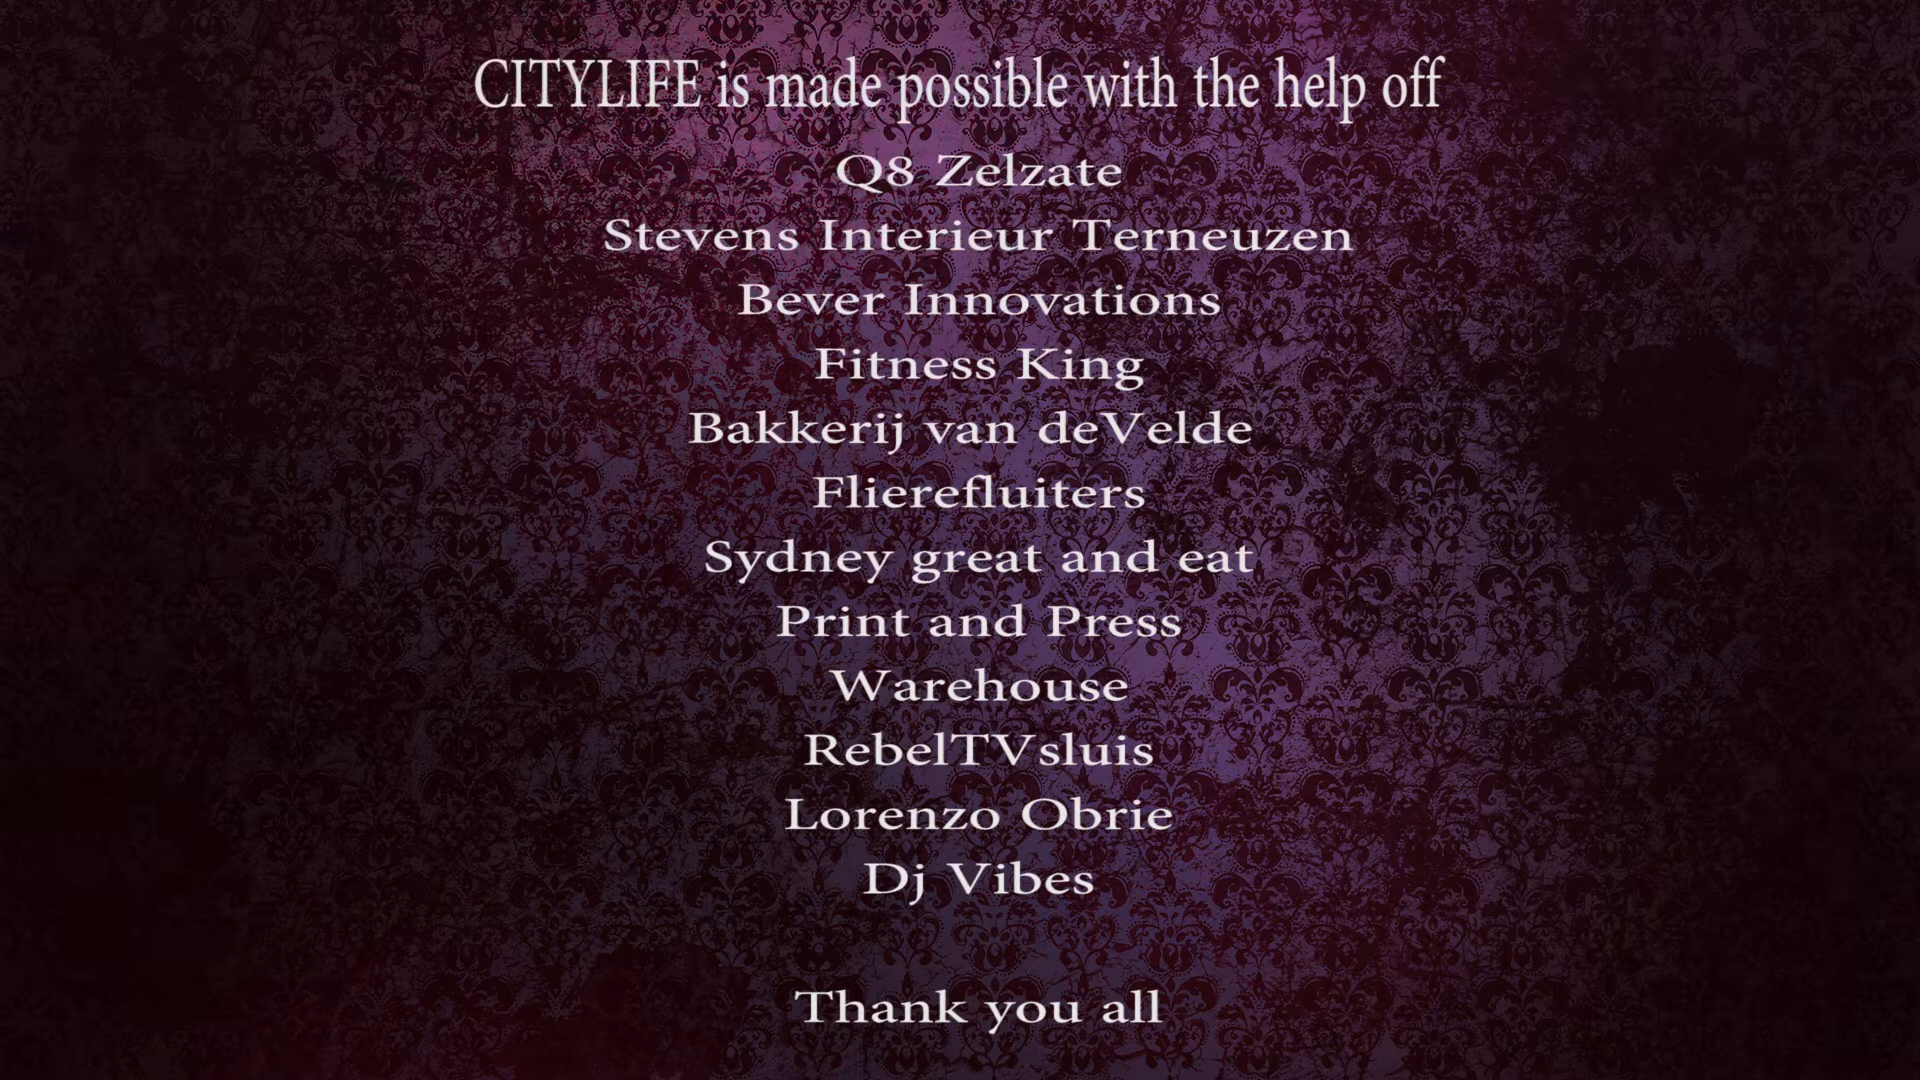 CITYLIFE is made possible with the help off
Q8 Zelzate
Stevens Interieur Terneuzen
Bever Innovations
Fitness King
Bakkerij van deVelde
Flierefluiters
Sydney great and eat
Print and Press
Warehouse
RebelTVsluis
Lorenzo Obrie
Dj Vibes
Thank you all